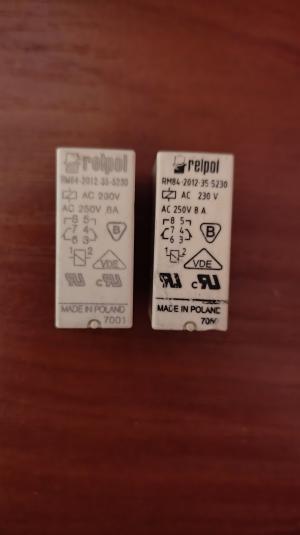 relpol
RM84-2012-35-5230
AC 230V
AC 250V 8A
8 5
7 4
6 3
B
1 2
VDE
c
MADE IN POLAND
7001
relpol
RM84-2012-35-5230
AC 230 V
AC 250V 8 A
8 5
7 4
6 3
B
1 2
VDE
c
MADE IN POLAND